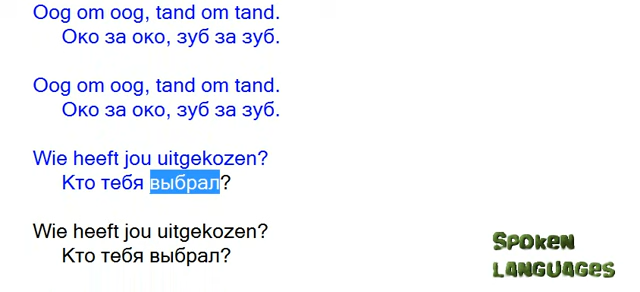 Oog om oog, tand om tand.
Око за око, зуб за зуб.
Oog om oog, tand om tand.
Око за око, зуб за зуб.
Wie heeft jou uitgekozen?
Кто тебя выбрал?
Wie heeft jou uitgekozen?
Кто тебя выбрал?
Spoken
Languages